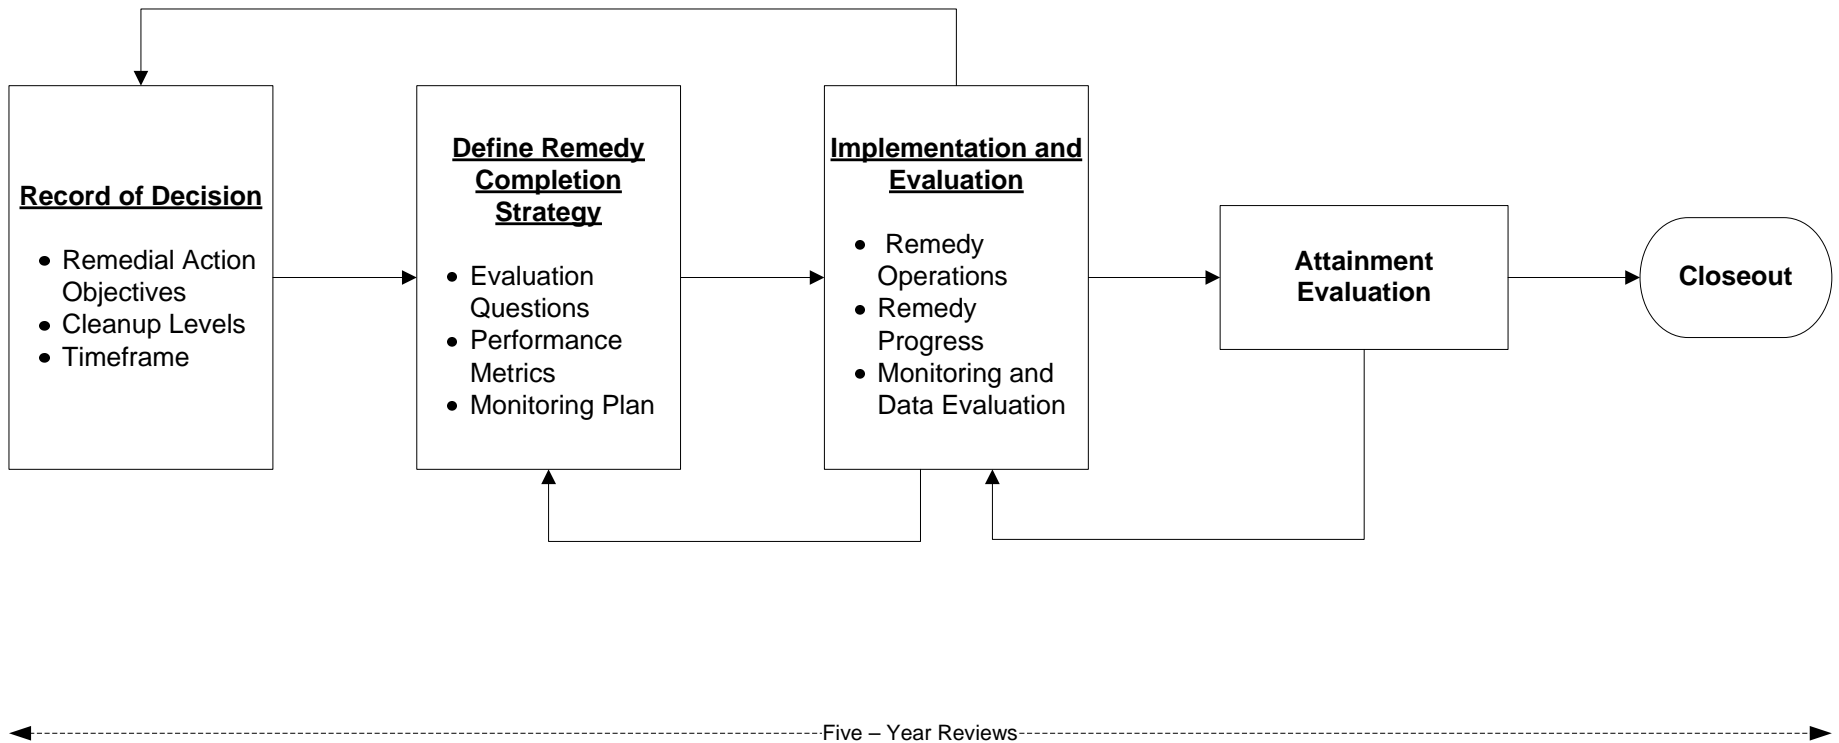 Record of Decision
• Remedial Action
Objectives
• Cleanup Levels
• Timeframe
Define Remedy
Completion
Strategy
• Evaluation
Questions
• Performance
Metrics
• Monitoring Plan
Implementation and
Evaluation
• Remedy
Operations
• Remedy
Progress
• Monitoring and
Data Evaluation
Attainment
Evaluation
Closeout
Five – Year Reviews